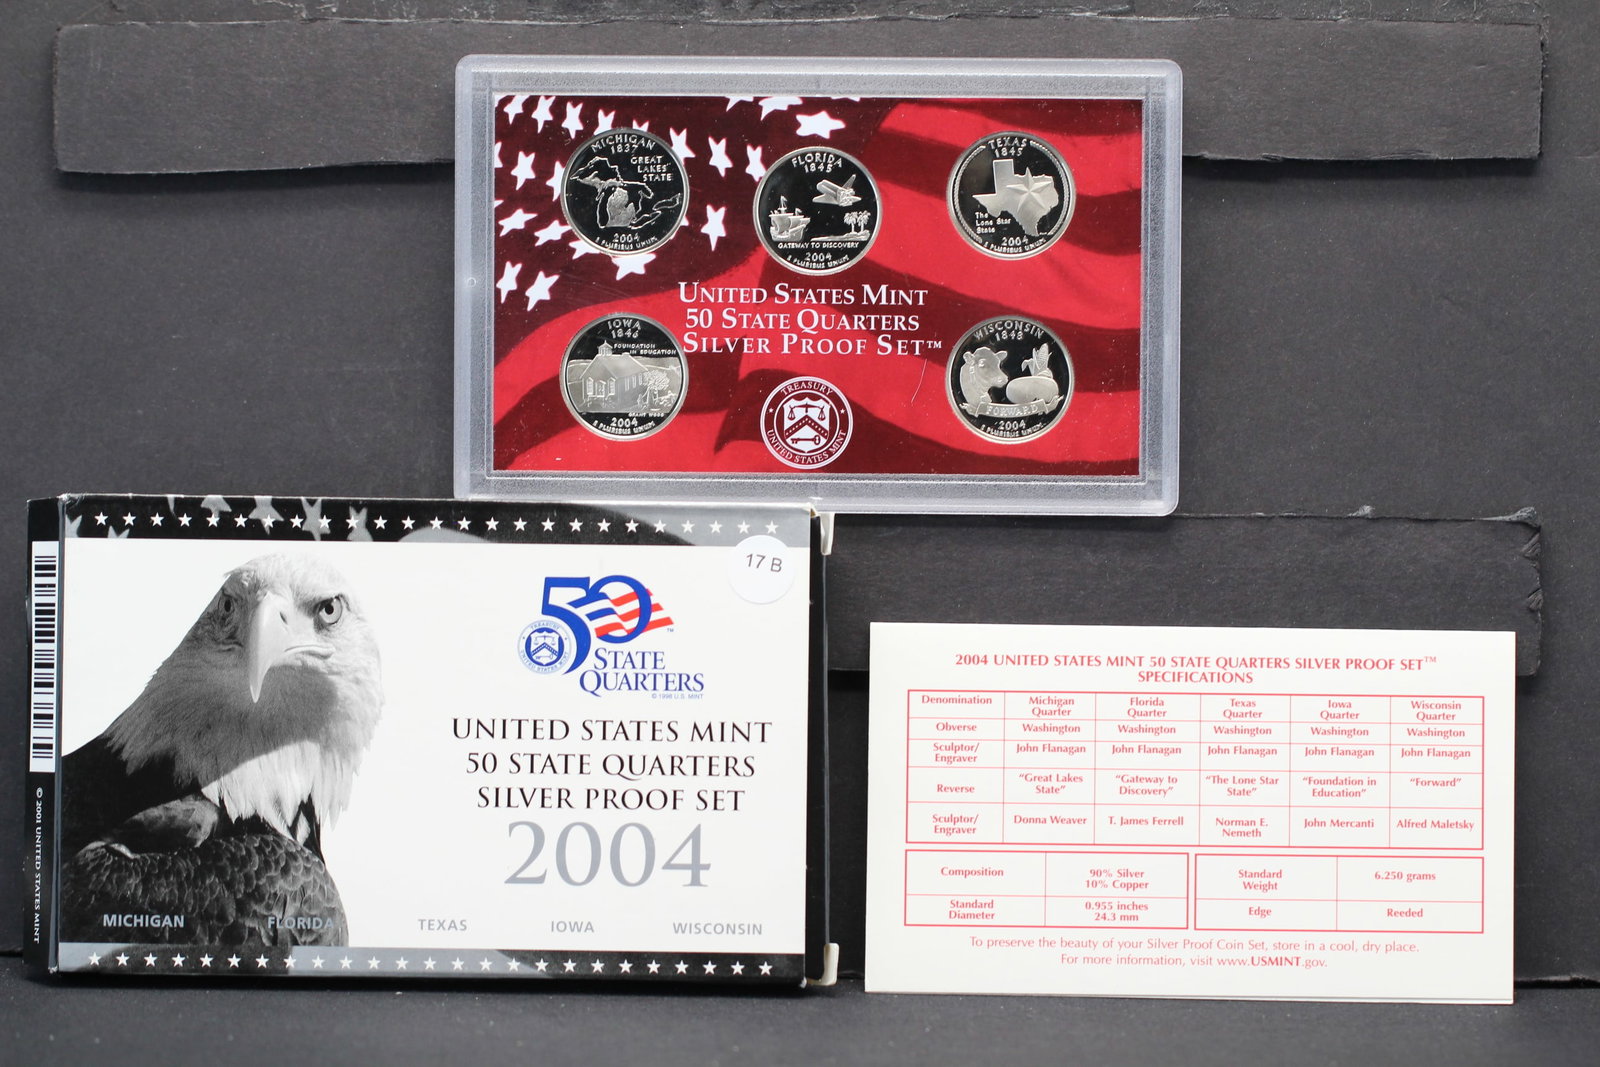 MICHIGAN
1837
GREAT
LAKES
STATE
2004
E PLURIBUS UNUM
FLORIDA
1845
GATEWAY TO DISCOVERY
2004
E PLURIBUS UNUM
TEXAS
1845
The
Lone Star
State
2004
E PLURIBUS UNUM
UNITED STATES MINT
50 STATE QUARTERS
SILVER PROOF SET™
IOWA
1846
FOUNDATION
IN EDUCATION
GRANT WOOD
2004
E PLURIBUS UNUM
WISCONSIN
1848
FORWARD
2004
E PLURIBUS UNUM
TREASURY
UNITED STATES MINT
17 B
50
TREASURY
UNITED STATES MINT
™
STATE
QUARTERS
© 1998 U.S. MINT
UNITED STATES MINT
50 STATE QUARTERS
SILVER PROOF SET
2004
MICHIGAN FLORIDA TEXAS IOWA WISCONSIN
© 2001 UNITED STATES MINT
2004 UNITED STATES MINT 50 STATE QUARTERS SILVER PROOF SET™
SPECIFICATIONS
Denomination Michigan Quarter Florida Quarter Texas Quarter Iowa Quarter Wisconsin Quarter
Obverse Washington Washington Washington Washington Washington
Sculptor/ Engraver John Flanagan John Flanagan John Flanagan John Flanagan John Flanagan
Reverse “Great Lakes State” “Gateway to Discovery” “The Lone Star State” “Foundation in Education” “Forward”
Sculptor/ Engraver Donna Weaver T. James Ferrell Norman E. Nemeth John Mercanti Alfred Maletsky
Composition 90% Silver 10% Copper
Standard Diameter 0.955 inches 24.3 mm
Standard Weight 6.250 grams
Edge Reeded
To preserve the beauty of your Silver Proof Coin Set, store in a cool, dry place.
For more information, visit www.USMINT.gov.